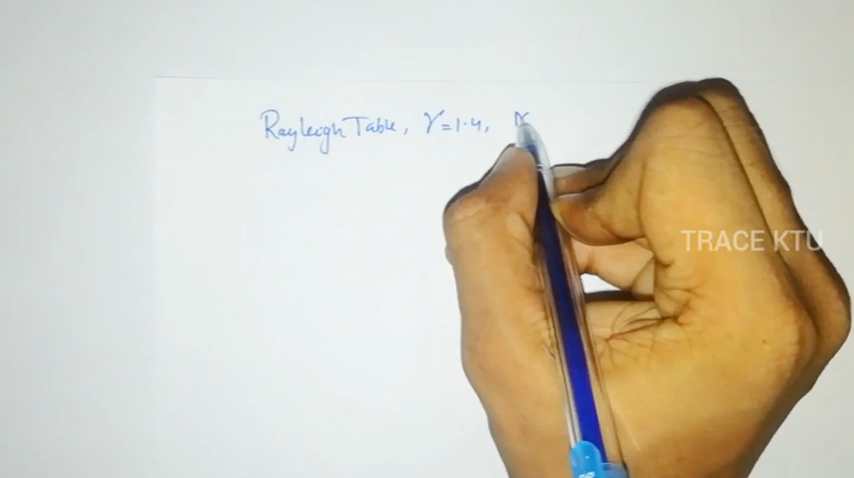 Rayleigh Table, γ=1.4,
TRACE KTU